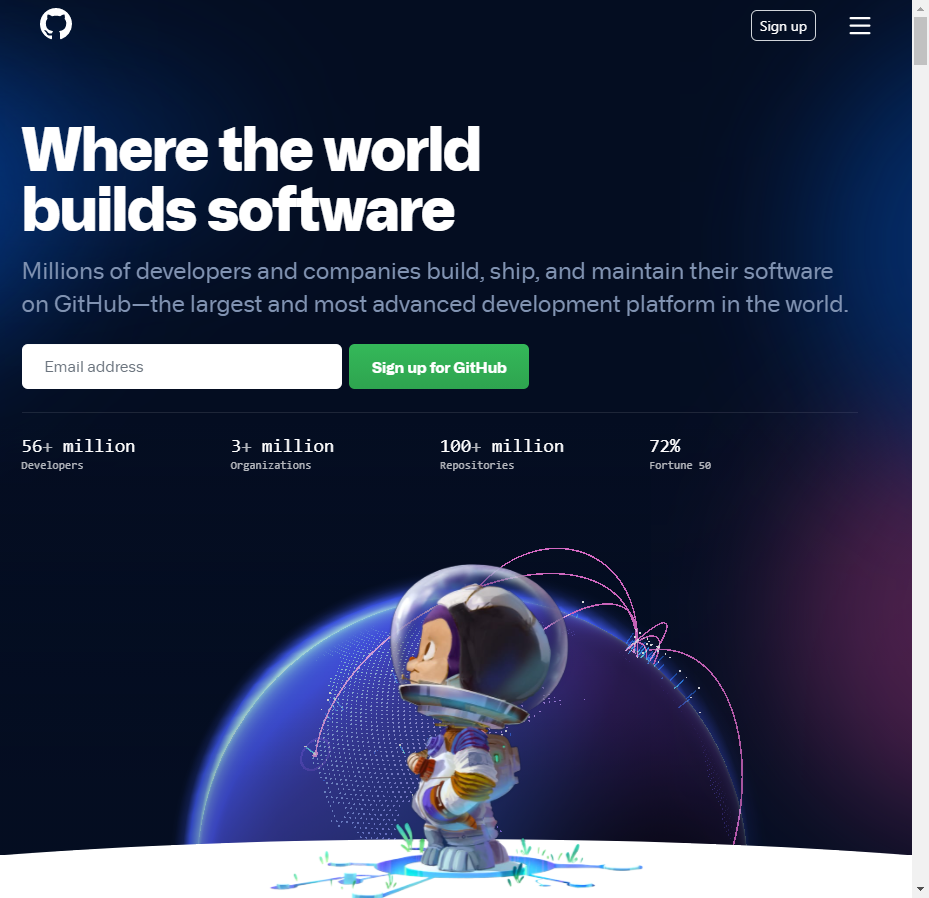 Sign up
Where the world
builds software
Millions of developers and companies build, ship, and maintain their software
on GitHub—the largest and most advanced development platform in the world.
Email address
Sign up for GitHub
56+ million
Developers
3+ million
Organizations
100+ million
Repositories
72%
Fortune 50